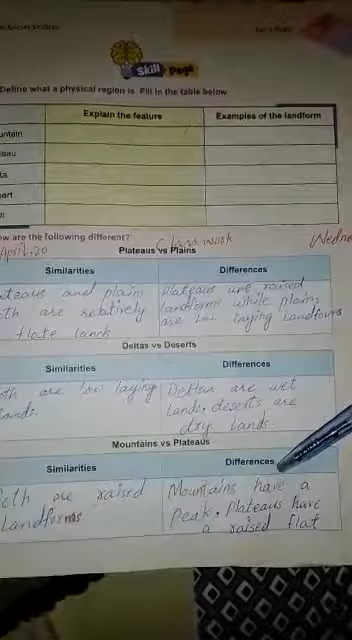 Skill Page
Define what a physical region is. Fill in the table below.
Explain the feature Examples of the landform
untain
eau
ta
ert
n
ow are the following different? Class work Wedne
April, 20
Plateaus vs Plains
Similarities Differences
ateaus and plains Plateaus are raised
oth are relatively landforms while plains
flate lands are low laying landforms
Deltas vs Deserts
Similarities Differences
oth are low laying Deltas are wet
lands. lands, deserts are
dry lands
Mountains vs Plateaus
Similarities Differences
oth are raised Mountains have a
Landforms Peak, Plateaus have
a raised flat